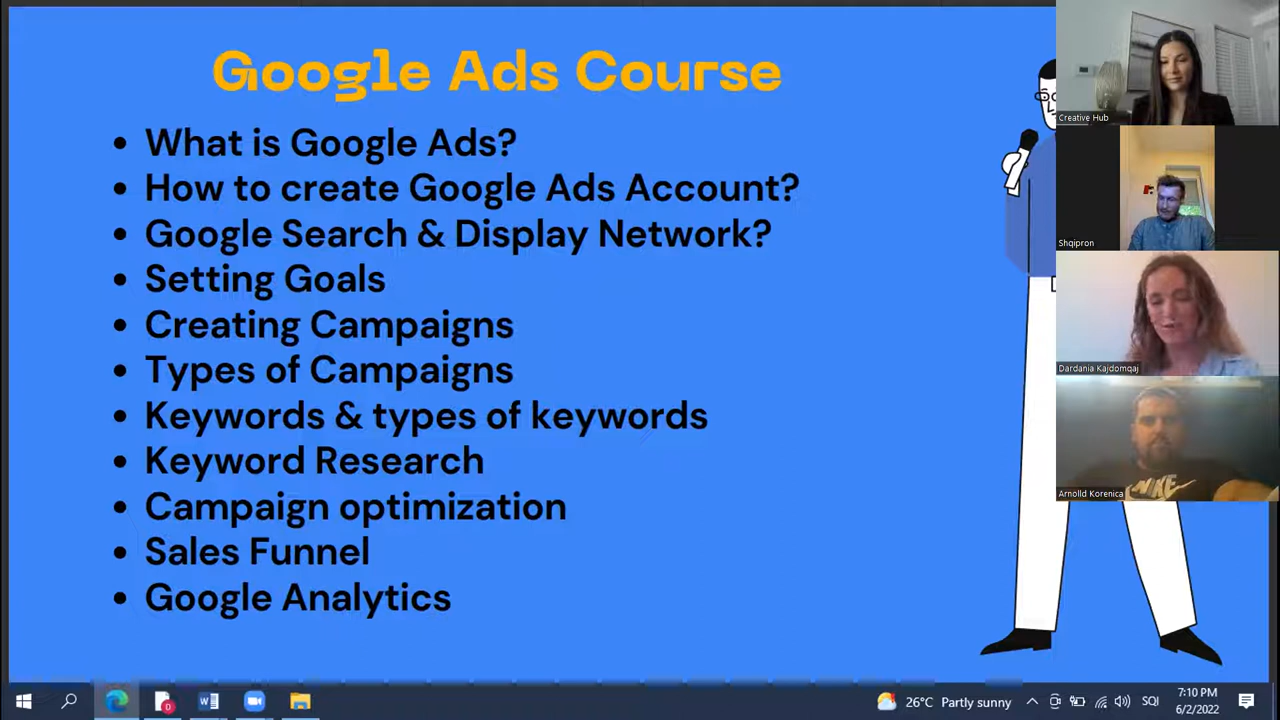 Google Ads Course
• What is Google Ads?
• How to create Google Ads Account?
• Google Search & Display Network?
• Setting Goals
• Creating Campaigns
• Types of Campaigns
• Keywords & types of keywords
• Keyword Research
• Campaign optimization
• Sales Funnel
• Google Analytics
Creative Hub
Shqipron
Dardania Kajdomqaj
NIKE
Arnolld Korenica
26°C Partly sunny
SQI
7:10 PM
6/2/2022